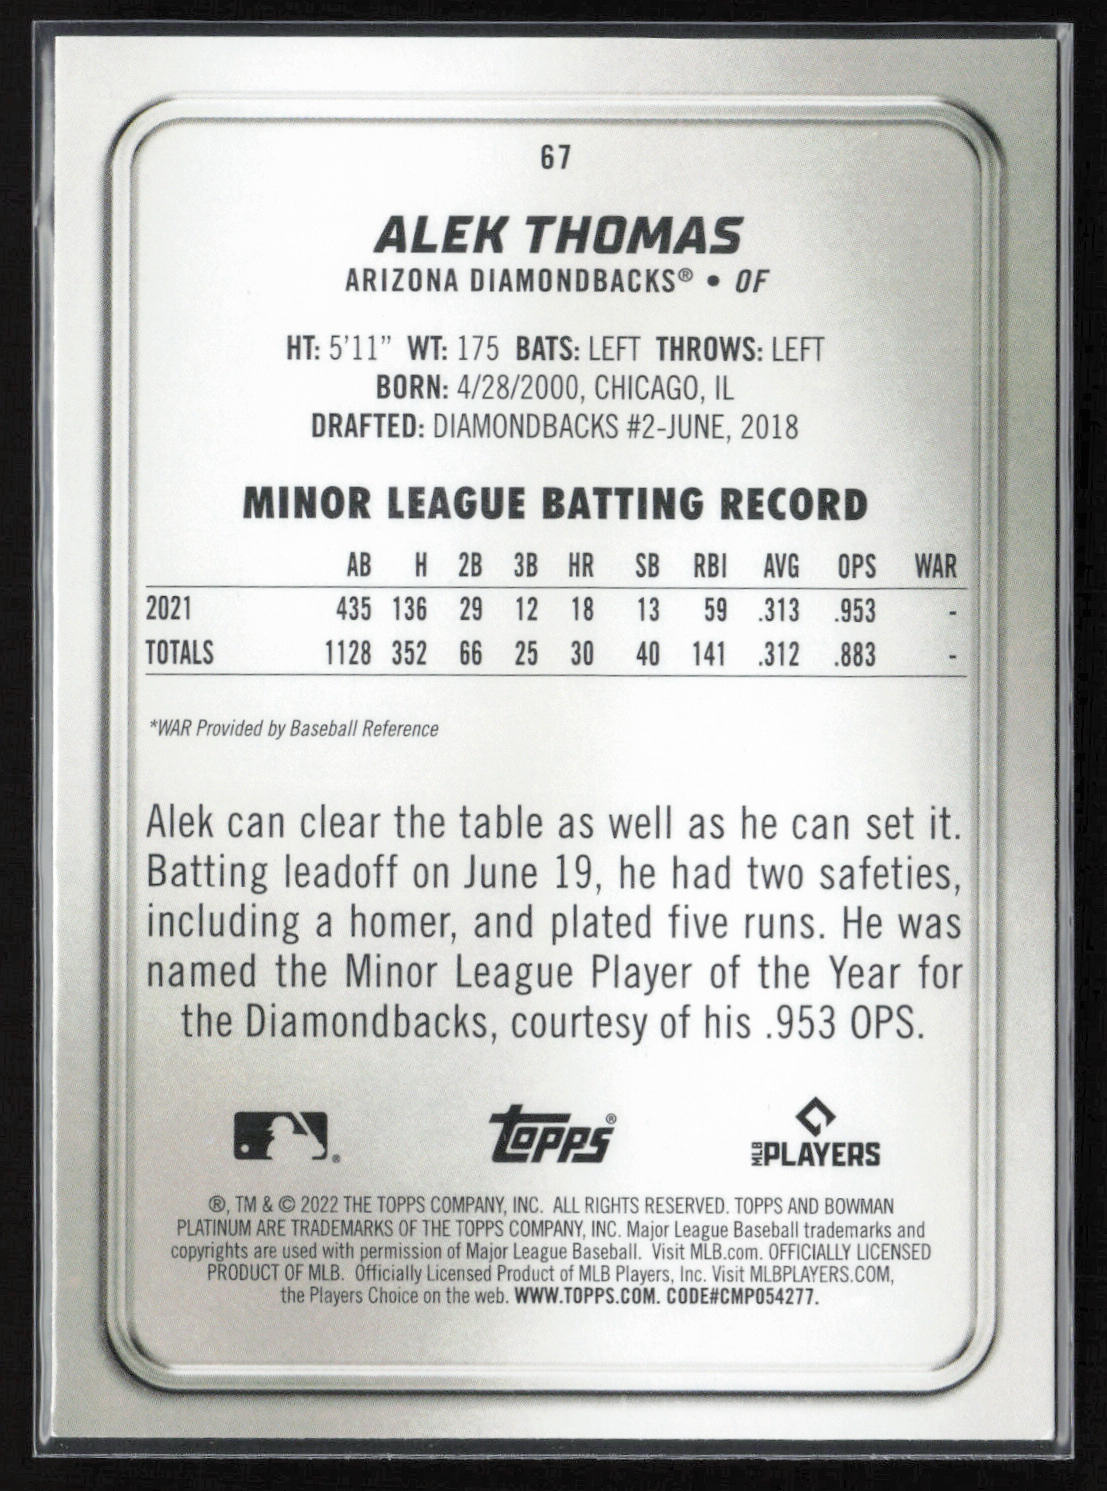 67
ALEK THOMAS
ARIZONA DIAMONDBACKS® • OF
HT: 5'11” WT: 175 BATS: LEFT THROWS: LEFT
BORN: 4/28/2000, CHICAGO, IL
DRAFTED: DIAMONDBACKS #2-JUNE, 2018
MINOR LEAGUE BATTING RECORD
AB H 2B 3B HR SB RBI AVG OPS WAR
2021 435 136 29 12 18 13 59 .313 .953 -
TOTALS 1128 352 66 25 30 40 141 .312 .883 -
*WAR Provided by Baseball Reference
Alek can clear the table as well as he can set it.
Batting leadoff on June 19, he had two safeties,
including a homer, and plated five runs. He was
named the Minor League Player of the Year for
the Diamondbacks, courtesy of his .953 OPS.
® topps® MLB PLAYERS
®, TM & © 2022 THE TOPPS COMPANY, INC. ALL RIGHTS RESERVED. TOPPS AND BOWMAN
PLATINUM ARE TRADEMARKS OF THE TOPPS COMPANY, INC. Major League Baseball trademarks and
copyrights are used with permission of Major League Baseball. Visit MLB.com. OFFICIALLY LICENSED
PRODUCT OF MLB. Officially Licensed Product of MLB Players, Inc. Visit MLBPLAYERS.COM,
the Players Choice on the web. WWW.TOPPS.COM. CODE#CMP054277.